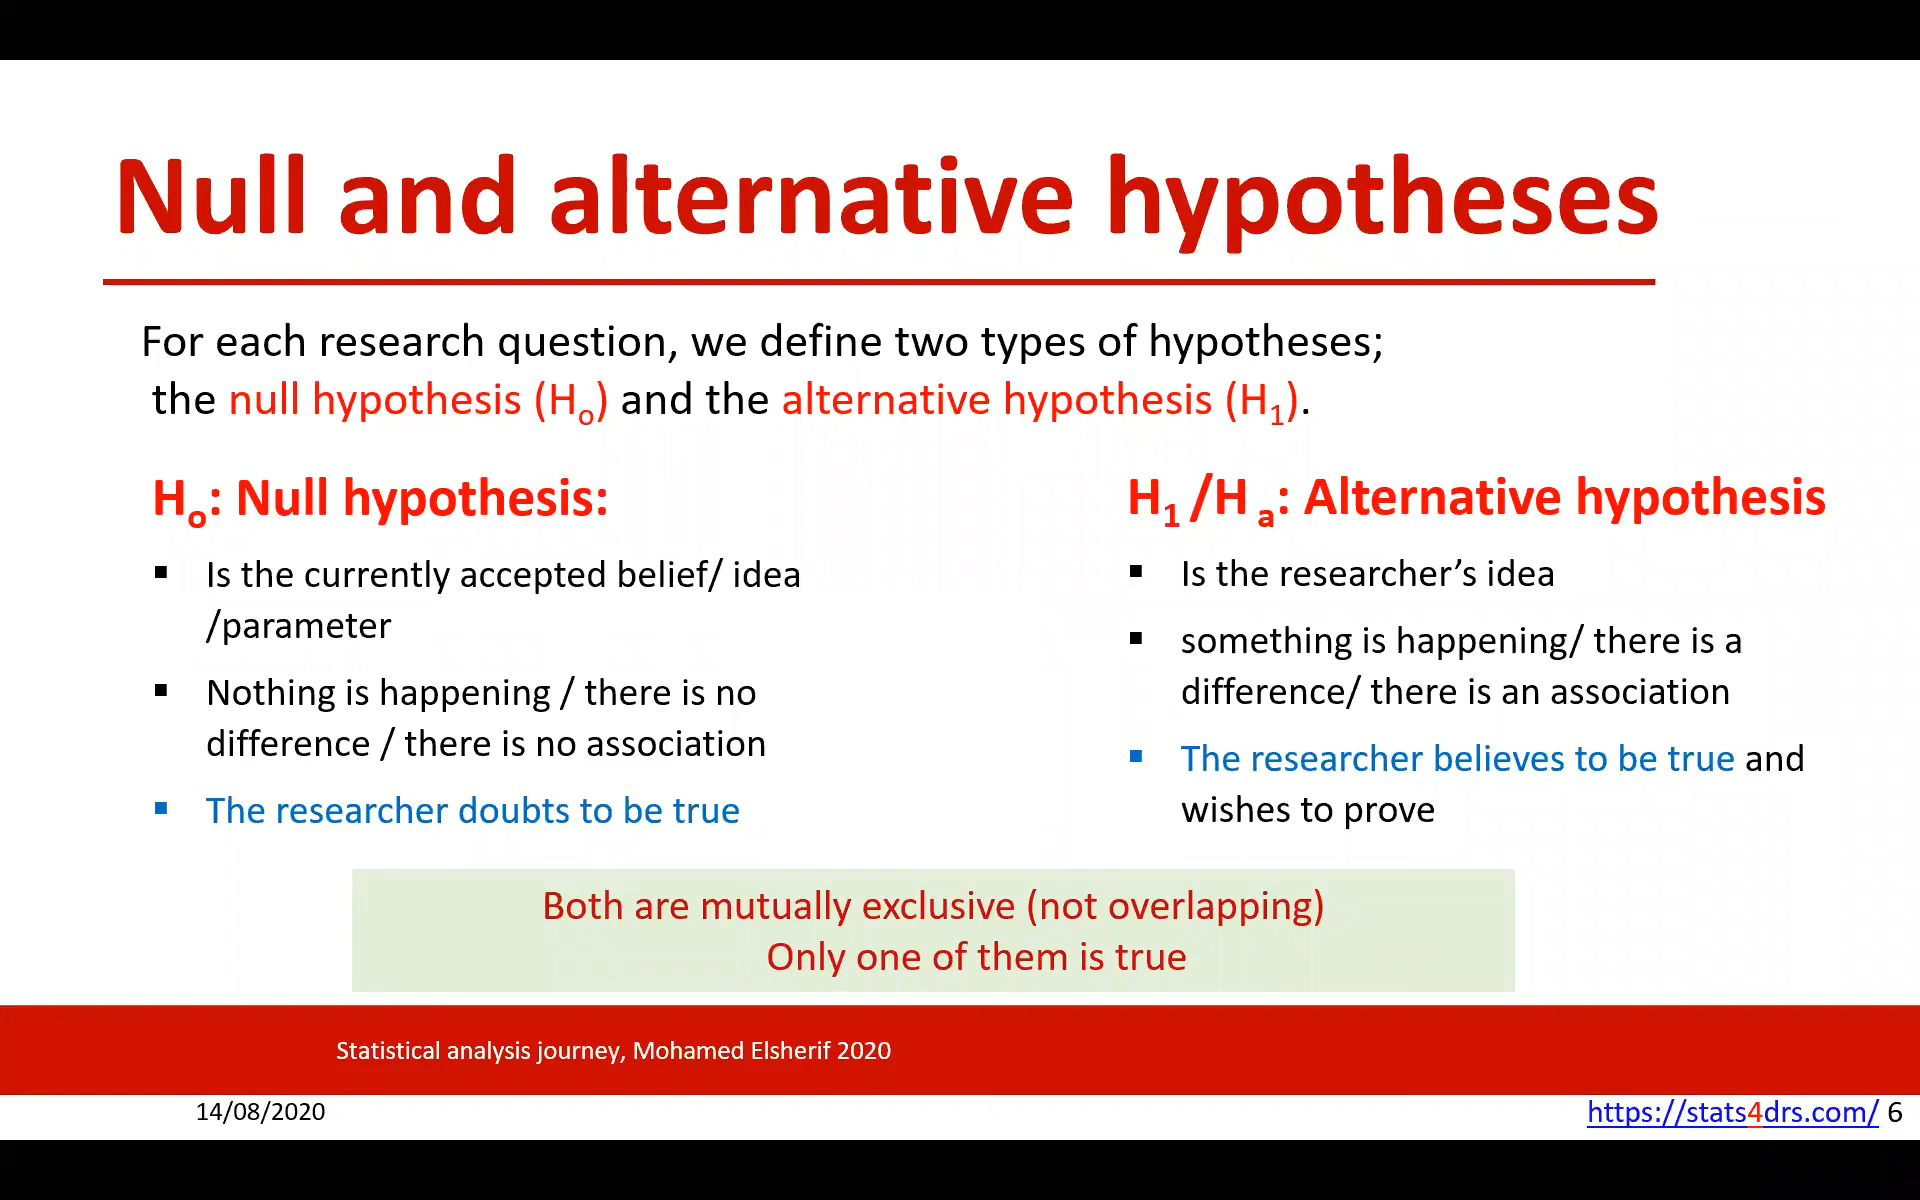 Null and alternative hypotheses
For each research question, we define two types of hypotheses;
the null hypothesis (Ho) and the alternative hypothesis (H1).
Ho: Null hypothesis:
▪ Is the currently accepted belief/ idea
/parameter
▪ Nothing is happening / there is no
difference / there is no association
▪ The researcher doubts to be true
H1 /H a: Alternative hypothesis
▪ Is the researcher’s idea
▪ something is happening/ there is a
difference/ there is an association
▪ The researcher believes to be true and
wishes to prove
Both are mutually exclusive (not overlapping)
Only one of them is true
Statistical analysis journey, Mohamed Elsherif 2020
14/08/2020
https://stats4drs.com/ 6